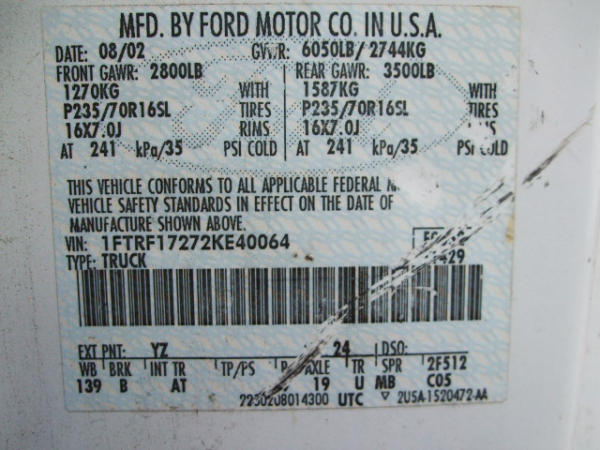 MFD. BY FORD MOTOR CO. IN U.S.A.
DATE: 08/02 GVWR: 6050LB/2744KG
FRONT GAWR: 2800LB REAR GAWR: 3500LB
1270KG WITH 1587KG WITH
P235/70R16SL TIRES P235/70R16SL TIRES
16X7.0J RIMS 16X7.0J
AT 241 kPa/35 PSI COLD AT 241 kPa/35 PSI COLD
THIS VEHICLE CONFORMS TO ALL APPLICABLE FEDERAL
VEHICLE SAFETY STANDARDS IN EFFECT ON THE DATE OF
MANUFACTURE SHOWN ABOVE.
VIN: 1FTRF17272KE40064
TYPE: TRUCK
EXT PNT: YZ 24 DSO:
WB BRK INT TR TP/PS AXLE TR SPR 2F512
139 B AT 19 U MB C05
2230208014300 UTC ▽ 2USA-1520472-AA